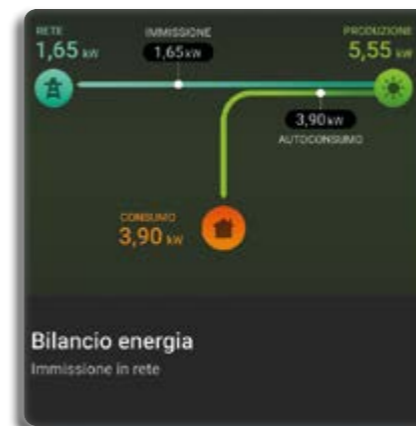 RETE
1,65 kW
IMMISSIONE
1,65 kW
PRODUZIONE
5,55 kW
3,90 kW
AUTOCONSUMO
CONSUMO
3,90 kW
Bilancio energia
Immissione in rete